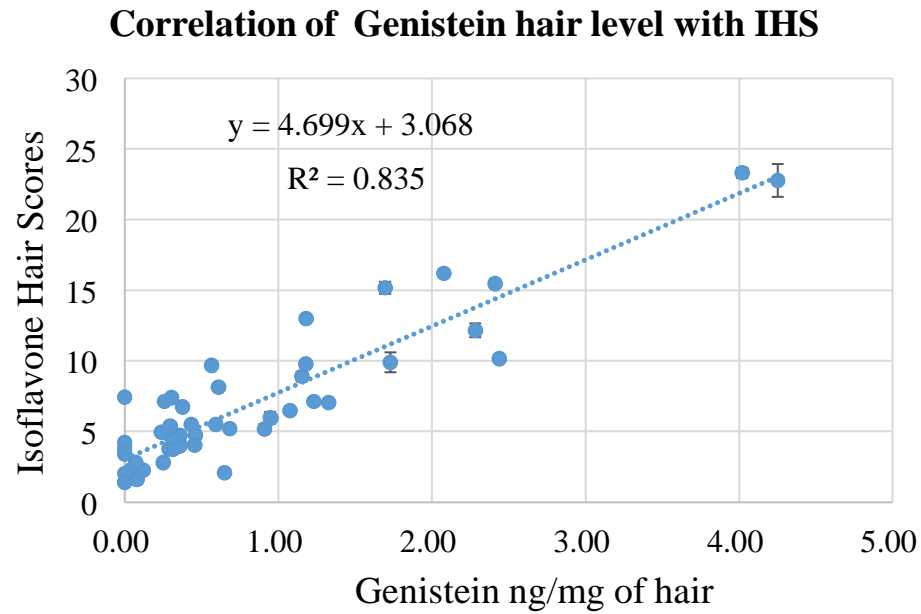 Correlation of  Genistein hair level with IHS
30
25
20
15
10
5
0
y = 4.699x + 3.068
R² = 0.835
Isoflavone Hair Scores
0.00 1.00 2.00 3.00 4.00 5.00
Genistein ng/mg of hair